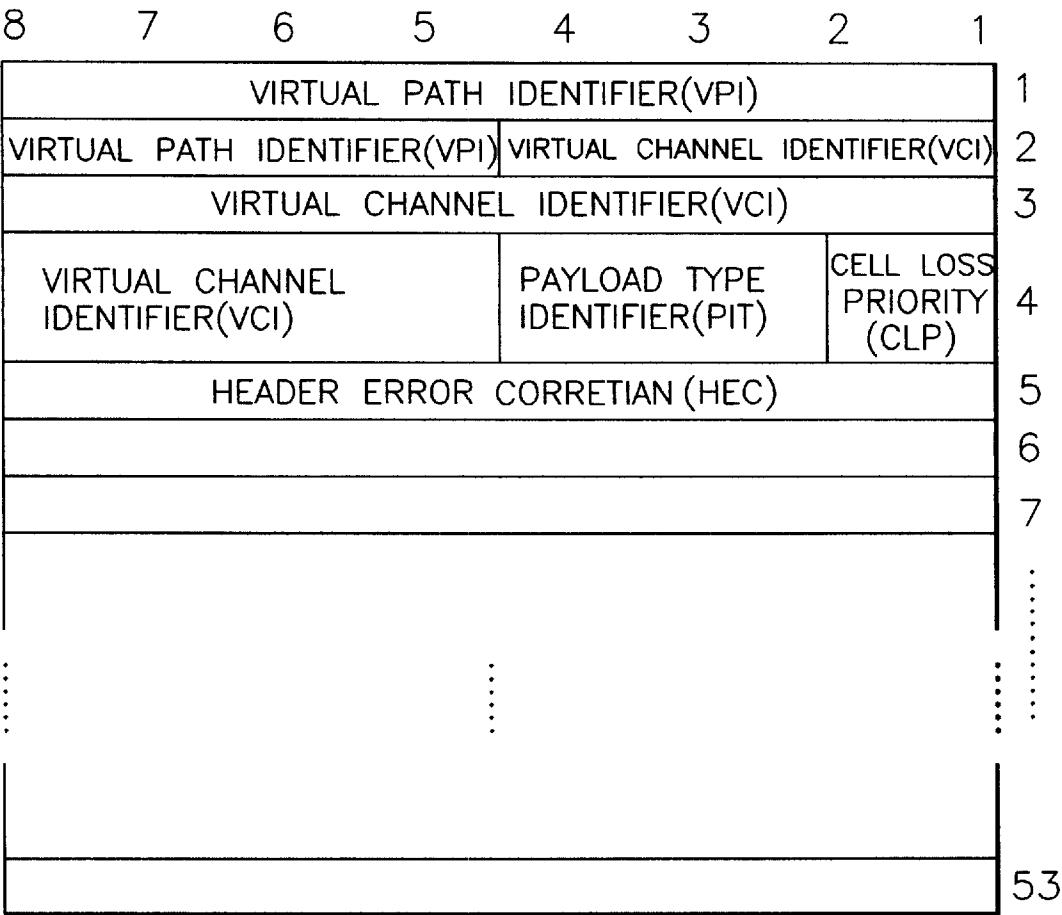 8 7 6 5 4 3 2 1
VIRTUAL PATH IDENTIFIER(VPI) 1
VIRTUAL PATH IDENTIFIER(VPI) VIRTUAL CHANNEL IDENTIFIER(VCI) 2
VIRTUAL CHANNEL IDENTIFIER(VCI) 3
VIRTUAL CHANNEL
IDENTIFIER(VCI)
PAYLOAD TYPE
IDENTIFIER(PIT)
CELL LOSS
PRIORITY
(CLP)
4
HEADER ERROR CORRETIAN (HEC) 5
6
7
53